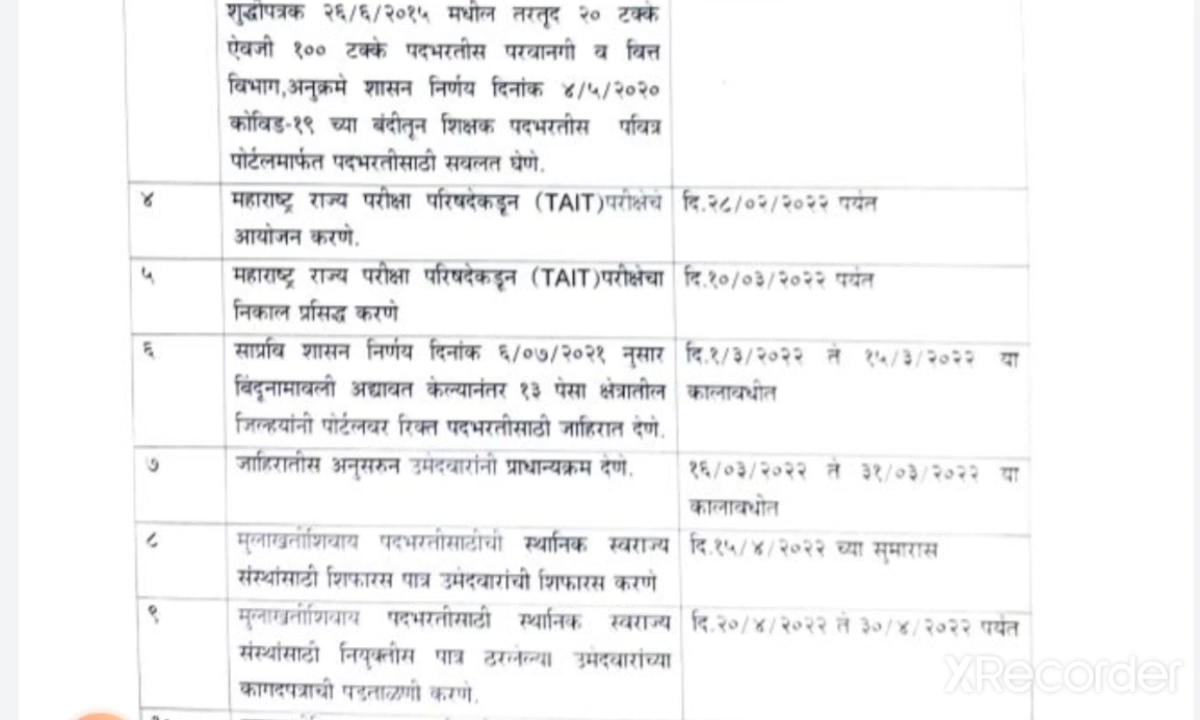 शुद्धीपत्रक २६/६/२०१५ मधील तरतूद २० टक्के
ऐवजी १०० टक्के पदभरतीस परवानगी व वित्त
विभाग,अनुक्रमे शासन निर्णय दिनांक ४/५/२०२०
कोविड-१९ च्या बंदीतून शिक्षक पदभरतीस पवित्र
पोर्टलमार्फत पदभरतीसाठी सवलत घेणे.
४ महाराष्ट्र राज्य परीक्षा परिषदेकडून (TAIT)परीक्षेचे दि.२८/०२/२०२२ पर्यंत
आयोजन करणे.
५ महाराष्ट्र राज्य परीक्षा परिषदेकडून (TAIT)परीक्षेचा दि.१०/०३/२०२२ पर्यंत
निकाल प्रसिद्ध करणे
६ साप्रवि शासन निर्णय दिनांक ६/०७/२०२१ नुसार दि.१/३/२०२२ ते १५/३/२०२२ या
बिंदूनामावली अद्यावत केल्यानंतर १३ पेसा क्षेत्रातील कालावधीत
जिल्हयांनी पोर्टलवर रिक्त पदभरतीसाठी जाहिरात देणे.
७ जाहिरातीस अनुसरुन उमेदवारांनी प्राधान्यक्रम देणे. १६/०३/२०२२ ते ३१/०३/२०२२ या
कालावधीत
८ मुलाखतीशिवाय पदभरतीसाठीची स्थानिक स्वराज्य दि.१५/४/२०२२ च्या सुमारास
संस्थांसाठी शिफारस पात्र उमेदवारांची शिफारस करणे
९ मुलाखतीशिवाय पदभरतीसाठी स्थानिक स्वराज्य दि.२०/४/२०२२ ते ३०/४/२०२२ पर्यंत
संस्थांसाठी नियुक्तीस पात्र ठरलेल्या उमेदवारांच्या
कागदपत्राची पडताळणी करणे.
XRecorder